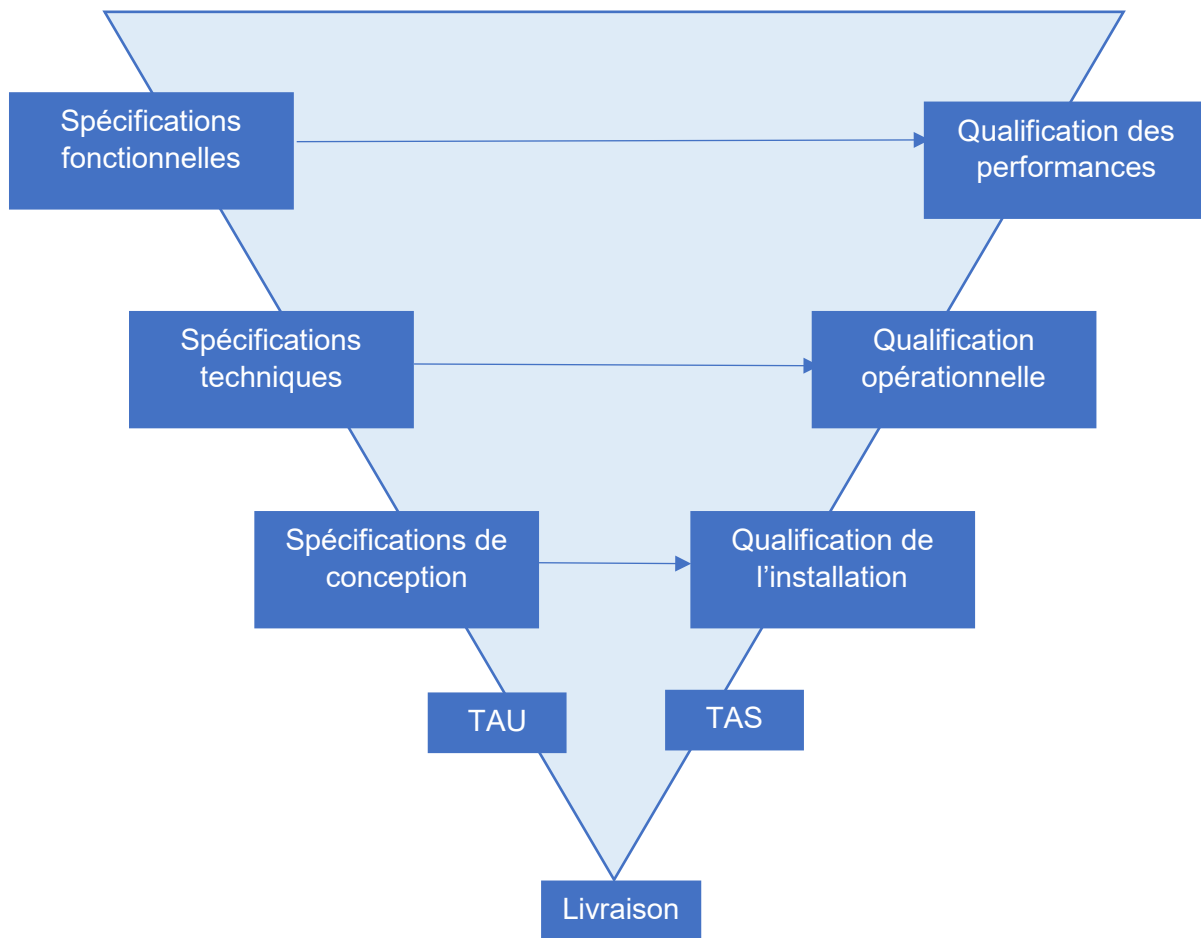 Spécifications
fonctionnelles
Qualification des
performances
Spécifications
techniques
Qualification
opérationnelle
Spécifications de
conception
Qualification de
l’installation
TAU
TAS
Livraison